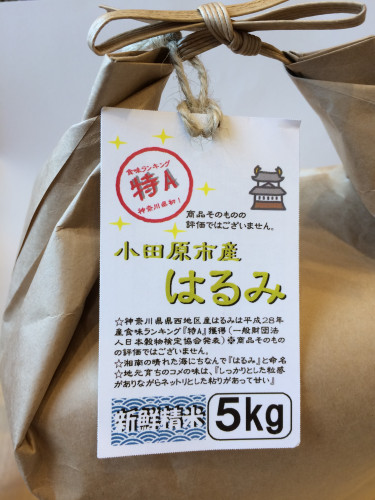 食味ランキング
特A
神奈川県初!
商品そのものの
評価ではございません。
小田原市産
はるみ
☆神奈川県県西地区産はるみは平成28年
産食味ランキング『特A』獲得(一般財団法
人日本穀物検定協会発表)※商品そのもの
の評価ではございません。
☆湘南の晴れた海にちなんで『はるみ』と命名
☆地元育ちのコメの味は、『しっかりとした粒感
がありながらネットリとした粘りがあって甘い』
新鮮精米
5kg